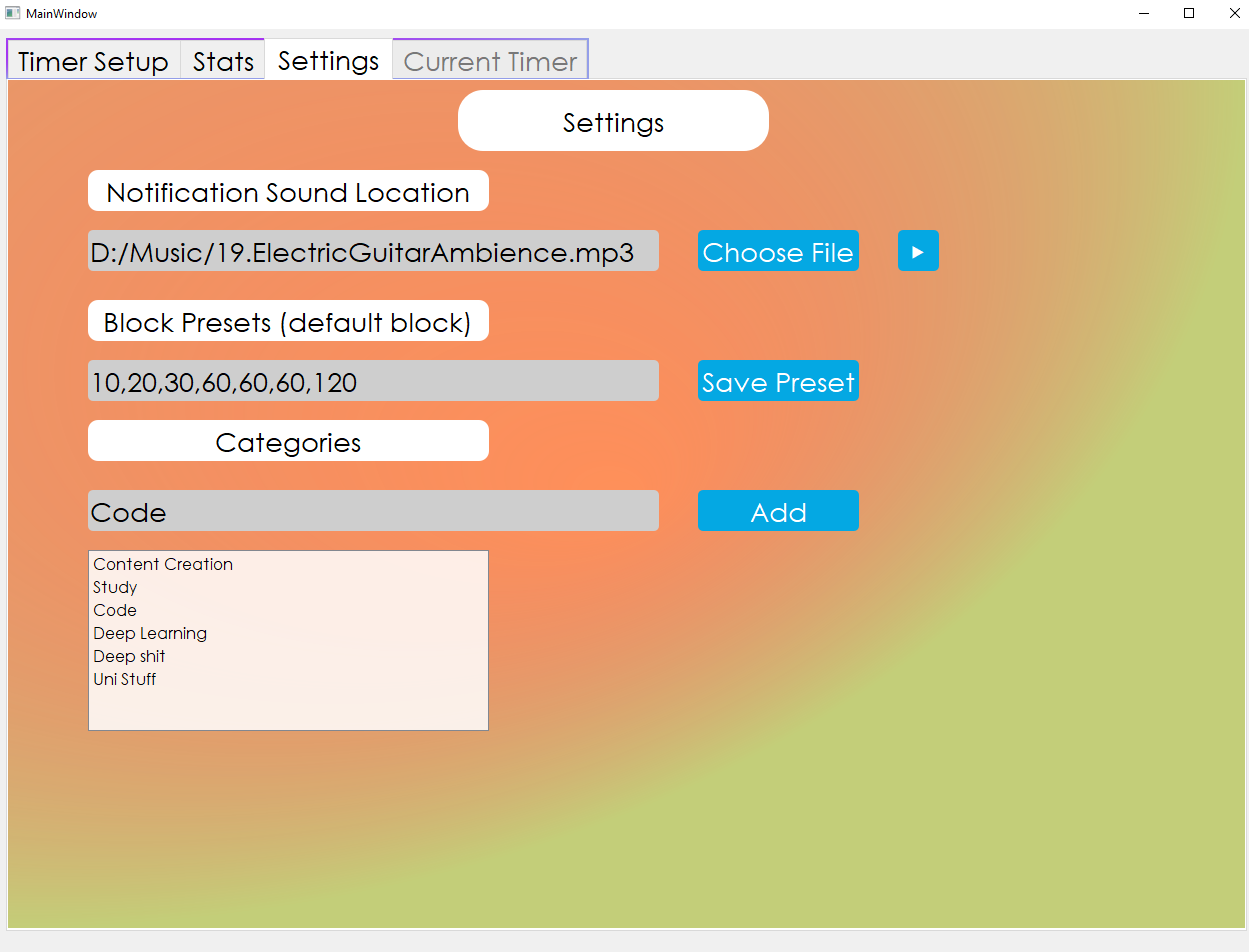 MainWindow
Timer Setup Stats Settings Current Timer
Settings
Notification Sound Location
D:/Music/19.ElectricGuitarAmbience.mp3 Choose File
Block Presets (default block)
10,20,30,60,60,60,120 Save Preset
Categories
Code Add
Content Creation
Study
Code
Deep Learning
Deep shit
Uni Stuff